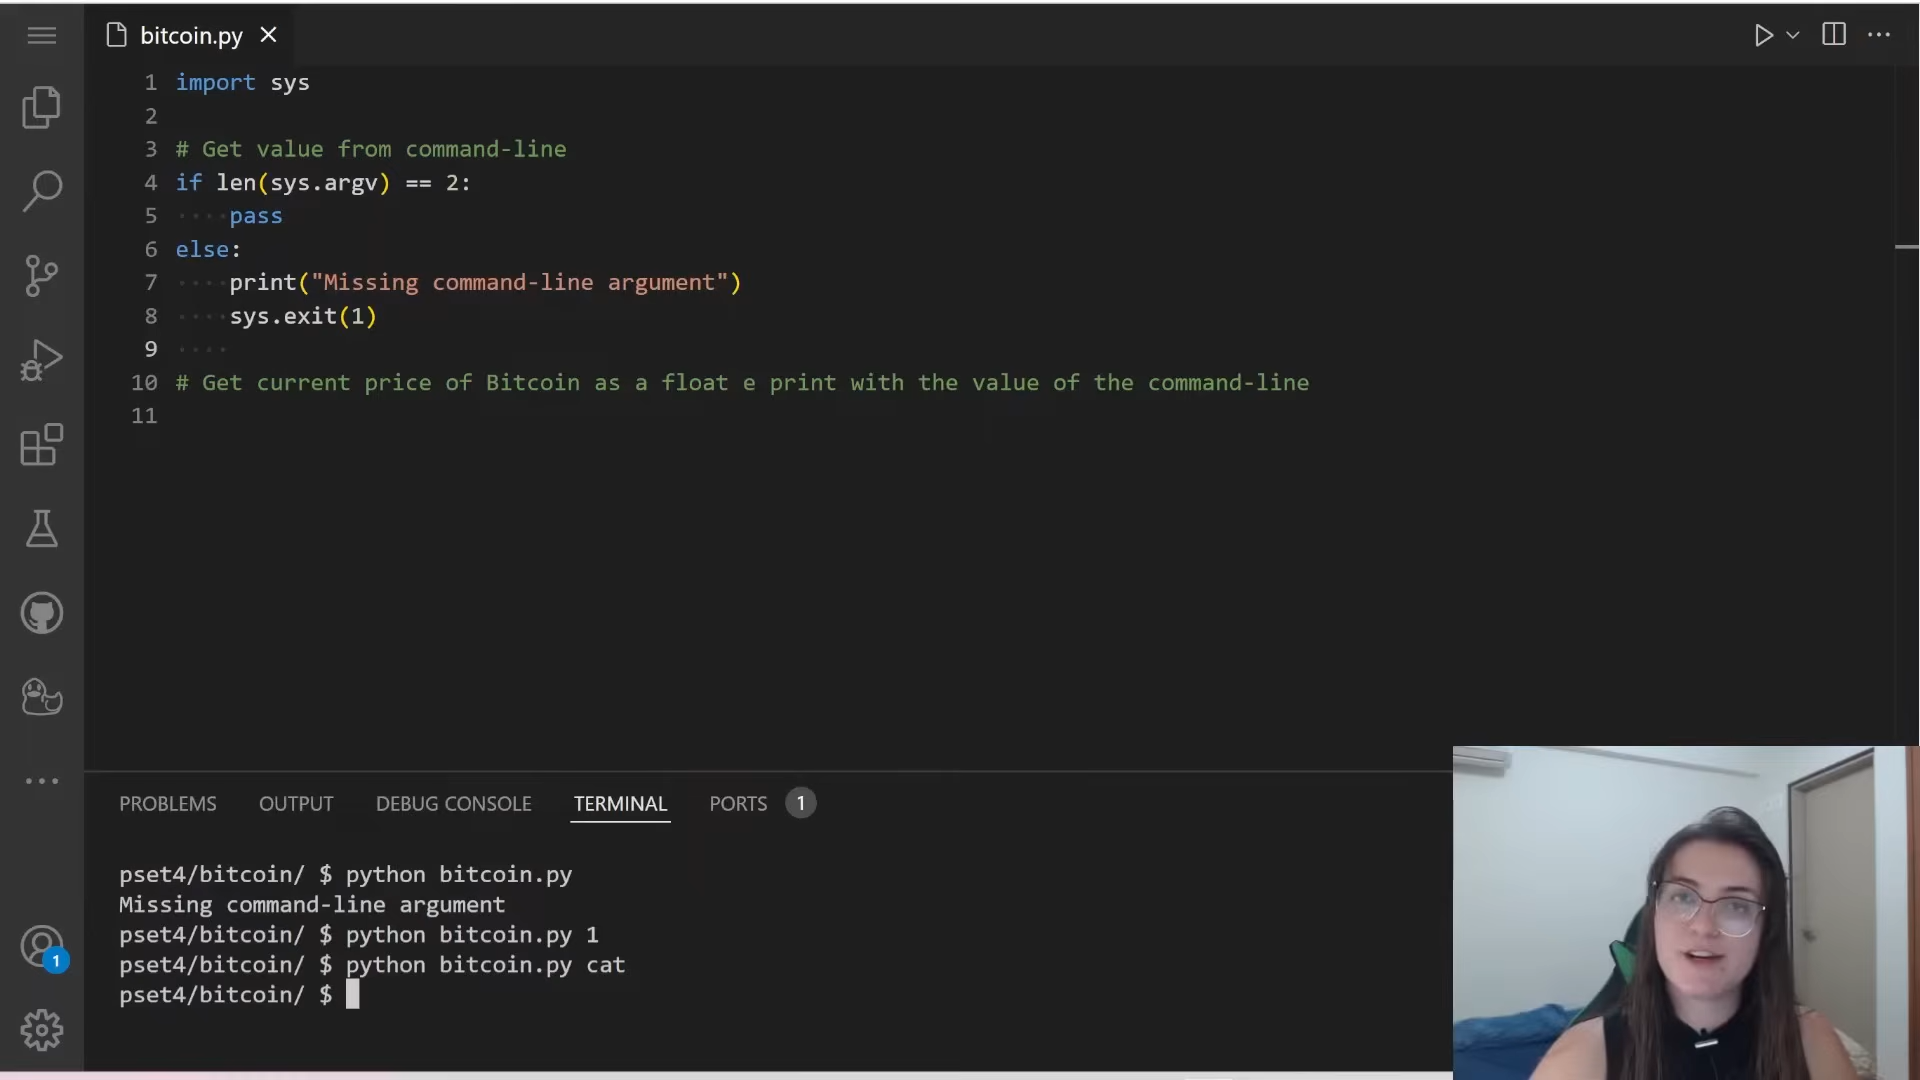 bitcoin.py
1 import sys
2
3 # Get value from command-line
4 if len(sys.argv) == 2:
5 ····pass
6 else:
7 ····print("Missing command-line argument")
8 ····sys.exit(1)
9 ····
10 # Get current price of Bitcoin as a float e print with the value of the command-line
11
PROBLEMS OUTPUT DEBUG CONSOLE TERMINAL PORTS 1
pset4/bitcoin/ $ python bitcoin.py
Missing command-line argument
pset4/bitcoin/ $ python bitcoin.py 1
pset4/bitcoin/ $ python bitcoin.py cat
pset4/bitcoin/ $
1